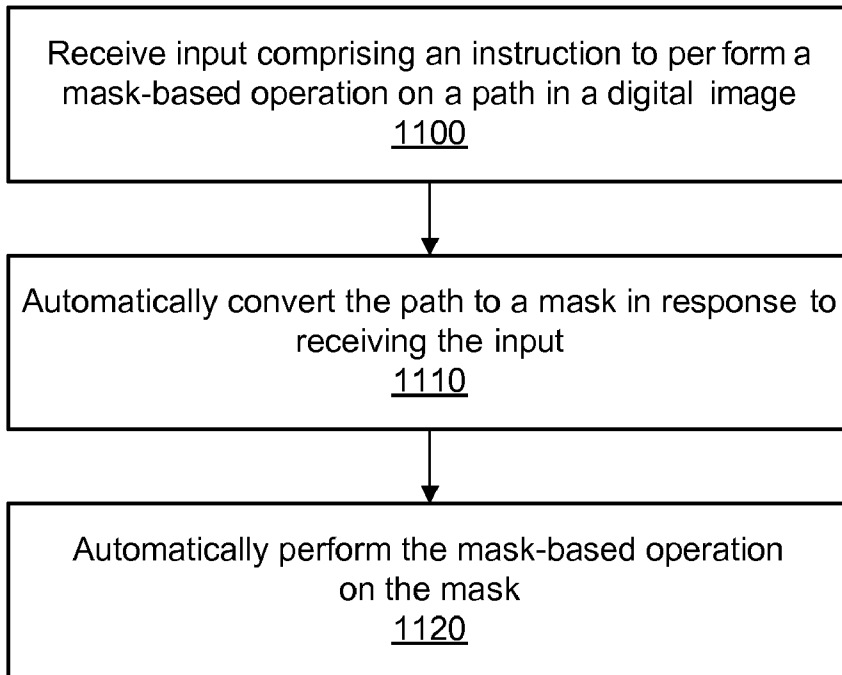 Receive input comprising an instruction to perform a
mask-based operation on a path in a digital image
1100
Automatically convert the path to a mask in response to
receiving the input
1110
Automatically perform the mask-based operation
on the mask
1120